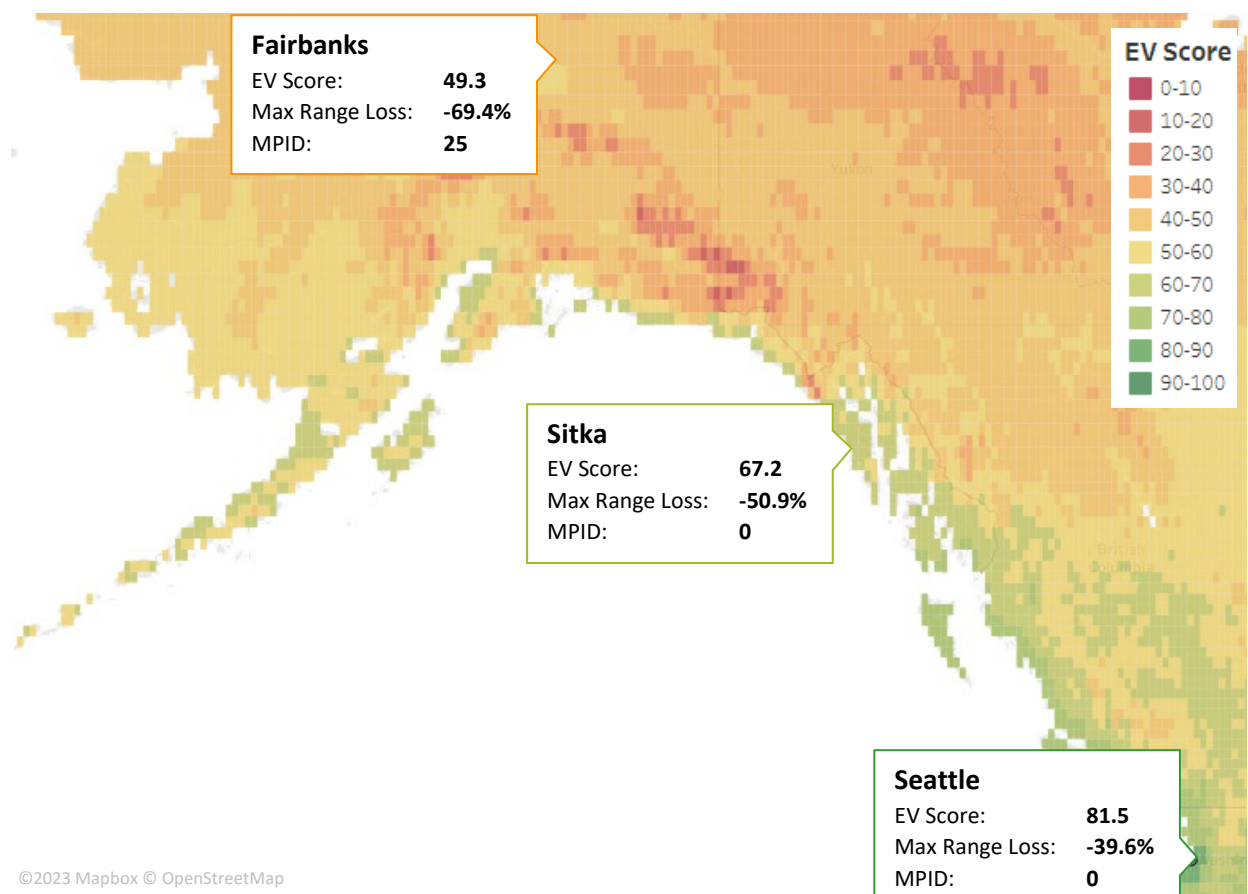 Fairbanks
EV Score: 49.3
Max Range Loss: -69.4%
MPID: 25
EV Score
0-10
10-20
20-30
30-40
40-50
50-60
60-70
70-80
80-90
90-100
Yukon
Sitka
EV Score: 67.2
Max Range Loss: -50.9%
MPID: 0
British
Columbia
Seattle
EV Score: 81.5
Max Range Loss: -39.6%
MPID: 0
©2023 Mapbox © OpenStreetMap